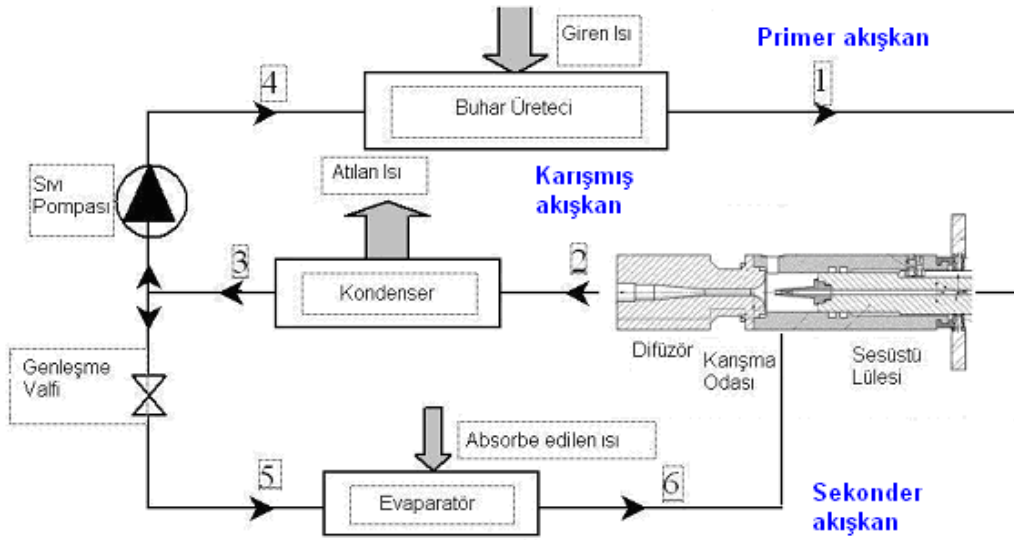 Giren Isı
Primer akışkan
4
1
Buhar Üreteci
Atılan Isı
Karışmış
akışkan
Sıvı
Pompası
3
2
Kondenser
Genleşme
Valfi
Difüzör
Karışma
Odası
Sesüstü
Lülesi
Absorbe edilen ısı
5
6
Evaparatör
Sekonder
akışkan